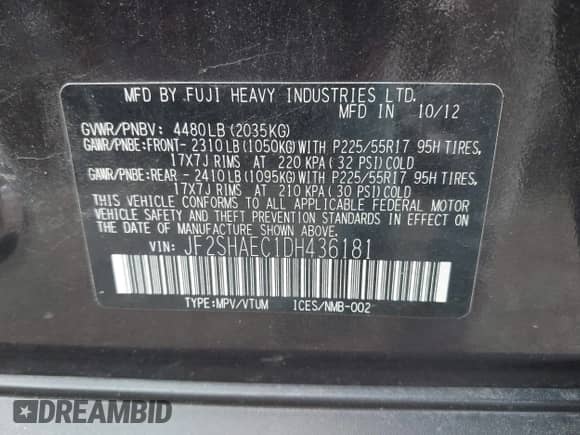 MFD BY FUJI HEAVY INDUSTRIES LTD.
MFD IN 10/12
GVWR/PNBV: 4480LB(2035KG)
GAWR/PNBE:FRONT-2310LB(1050KG)WITH P225/55R17 95H TIRES,
17X7J RIMS AT 220 KPA(32 PSI)COLD
GAWR/PNBE:REAR -2410LB(1095KG)WITH P225/55R17 95H TIRES,
17X7J RIMS AT 210 KPA(30 PSI)COLD
THIS VEHICLE CONFORMS TO ALL APPLICABLE FEDERAL MOTOR
VEHICLE SAFETY AND THEFT PREVENTION STANDARDS IN EFFECT
ON THE DATE OF MANUFACTURE SHOWN ABOVE.
VIN: JF2SHAEC1DH436181
TYPE:MPV/VTUM ICES/NMB-002
DREAMBID